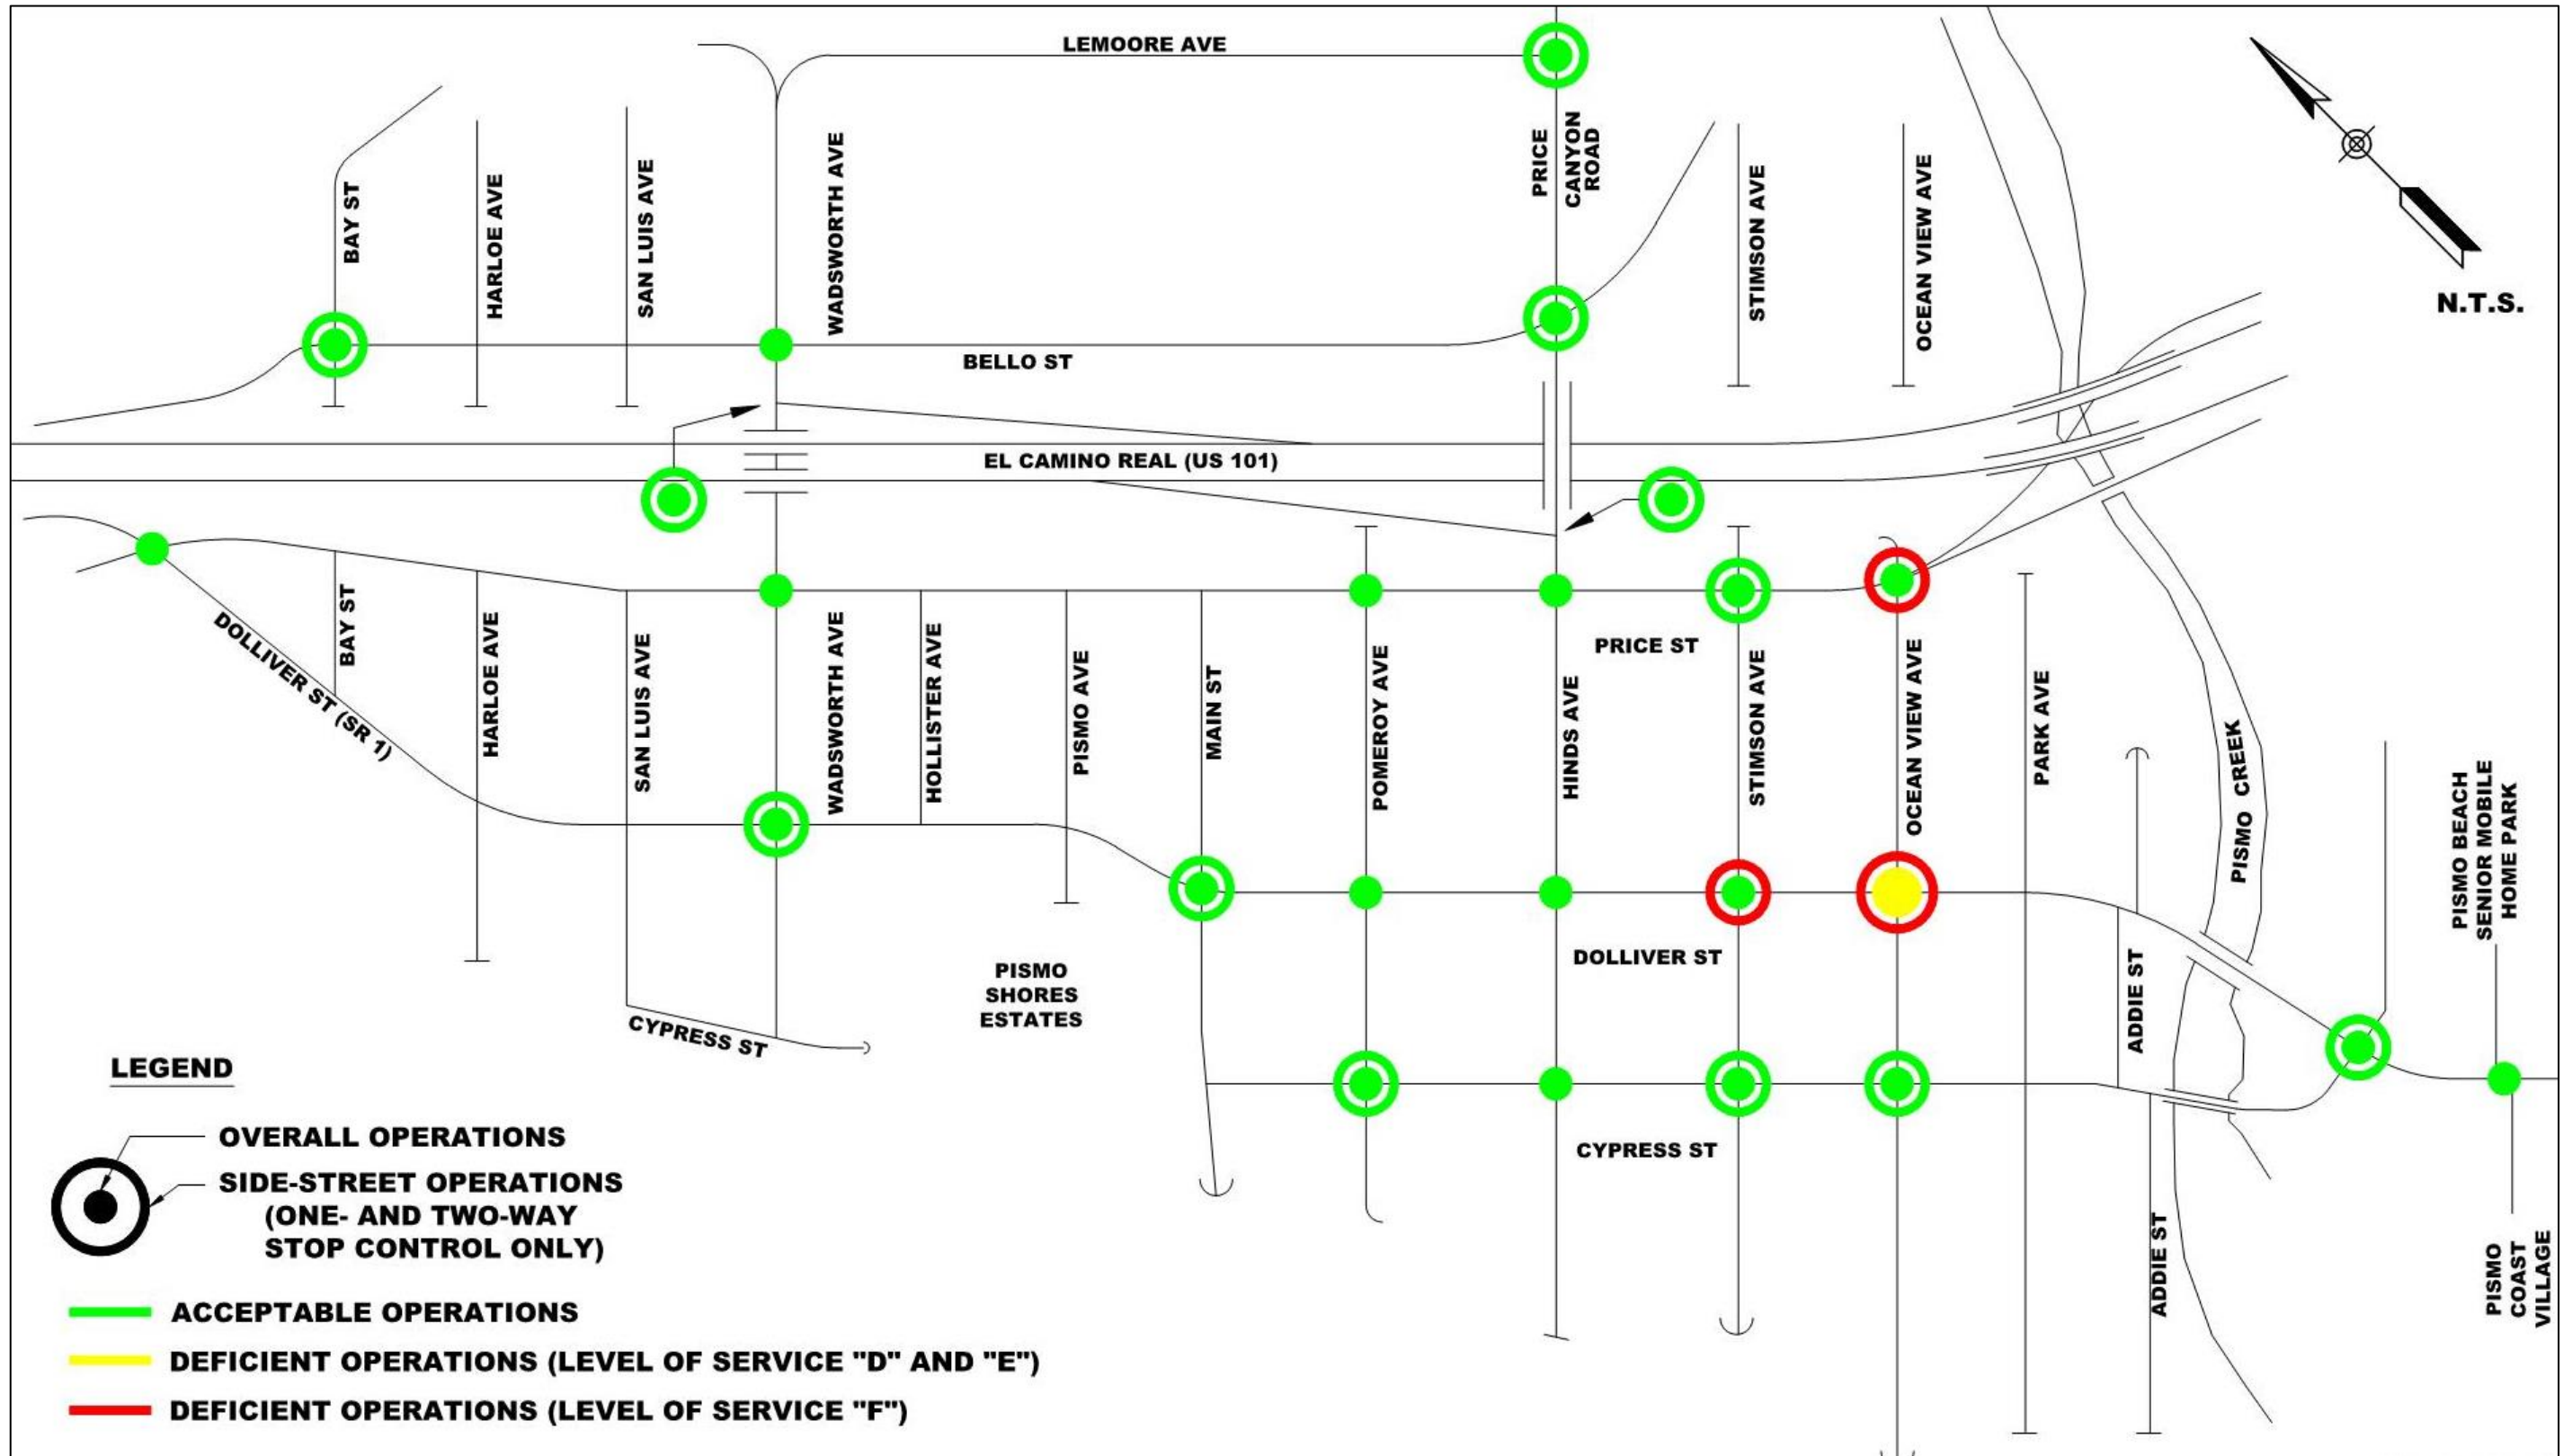 LEMOORE AVE
PRICE
CANYON
ROAD
BAY ST
HARLOE AVE
SAN LUIS AVE
WADSWORTH AVE
STIMSON AVE
OCEAN VIEW AVE
N.T.S.
BELLO ST
EL CAMINO REAL (US 101)
DOLLIVER ST (SR 1)
BAY ST
HARLOE AVE
SAN LUIS AVE
WADSWORTH AVE
HOLLISTER AVE
PISMO AVE
MAIN ST
POMEROY AVE
HINDS AVE
PRICE ST
STIMSON AVE
OCEAN VIEW AVE
PARK AVE
PISMO CREEK
PISMO BEACH
SENIOR MOBILE
HOME PARK
DOLLIVER ST
PISMO
SHORES
ESTATES
CYPRESS ST
ADDIE ST
CYPRESS ST
ADDIE ST
PISMO
COAST
VILLAGE
LEGEND
OVERALL OPERATIONS
SIDE-STREET OPERATIONS
(ONE- AND TWO-WAY
STOP CONTROL ONLY)
ACCEPTABLE OPERATIONS
DEFICIENT OPERATIONS (LEVEL OF SERVICE "D" AND "E")
DEFICIENT OPERATIONS (LEVEL OF SERVICE "F")